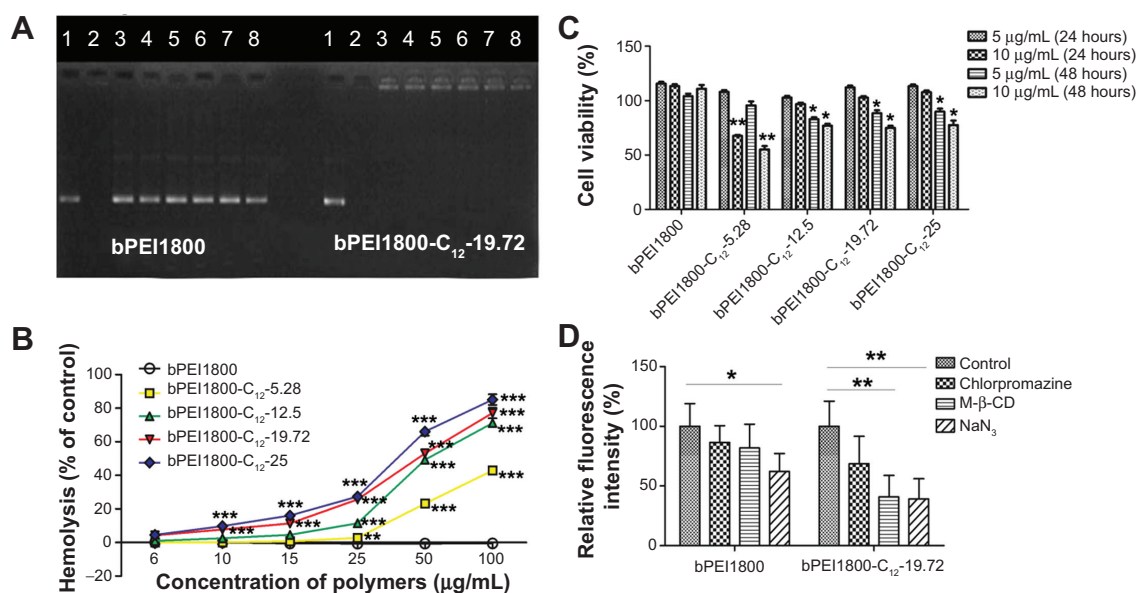 A
1 2 3 4 5 6 7 8 1 2 3 4 5 6 7 8
bPEI1800
bPEI1800-C12-19.72
B
Hemolysis (% of control)
100
80
60
40
20
0
–20
bPEI1800
bPEI1800-C12-5.28
bPEI1800-C12-12.5
bPEI1800-C12-19.72
bPEI1800-C12-25
***
***
***
***
***
***
***
***
***
***
***
***
***
***
**
***
***
6 10 15 25 50 100
Concentration of polymers (µg/mL)
C
Cell viability (%)
150
100
50
0
5 µg/mL (24 hours)
10 µg/mL (24 hours)
5 µg/mL (48 hours)
10 µg/mL (48 hours)
**
**
*
*
*
*
*
*
bPEI1800
bPEI1800-C12-5.28
bPEI1800-C12-12.5
bPEI1800-C12-19.72
bPEI1800-C12-25
D
Relative fluorescence
intensity (%)
150
100
50
0
Control
Chlorpromazine
M-β-CD
NaN3
*
**
**
bPEI1800
bPEI1800-C12-19.72